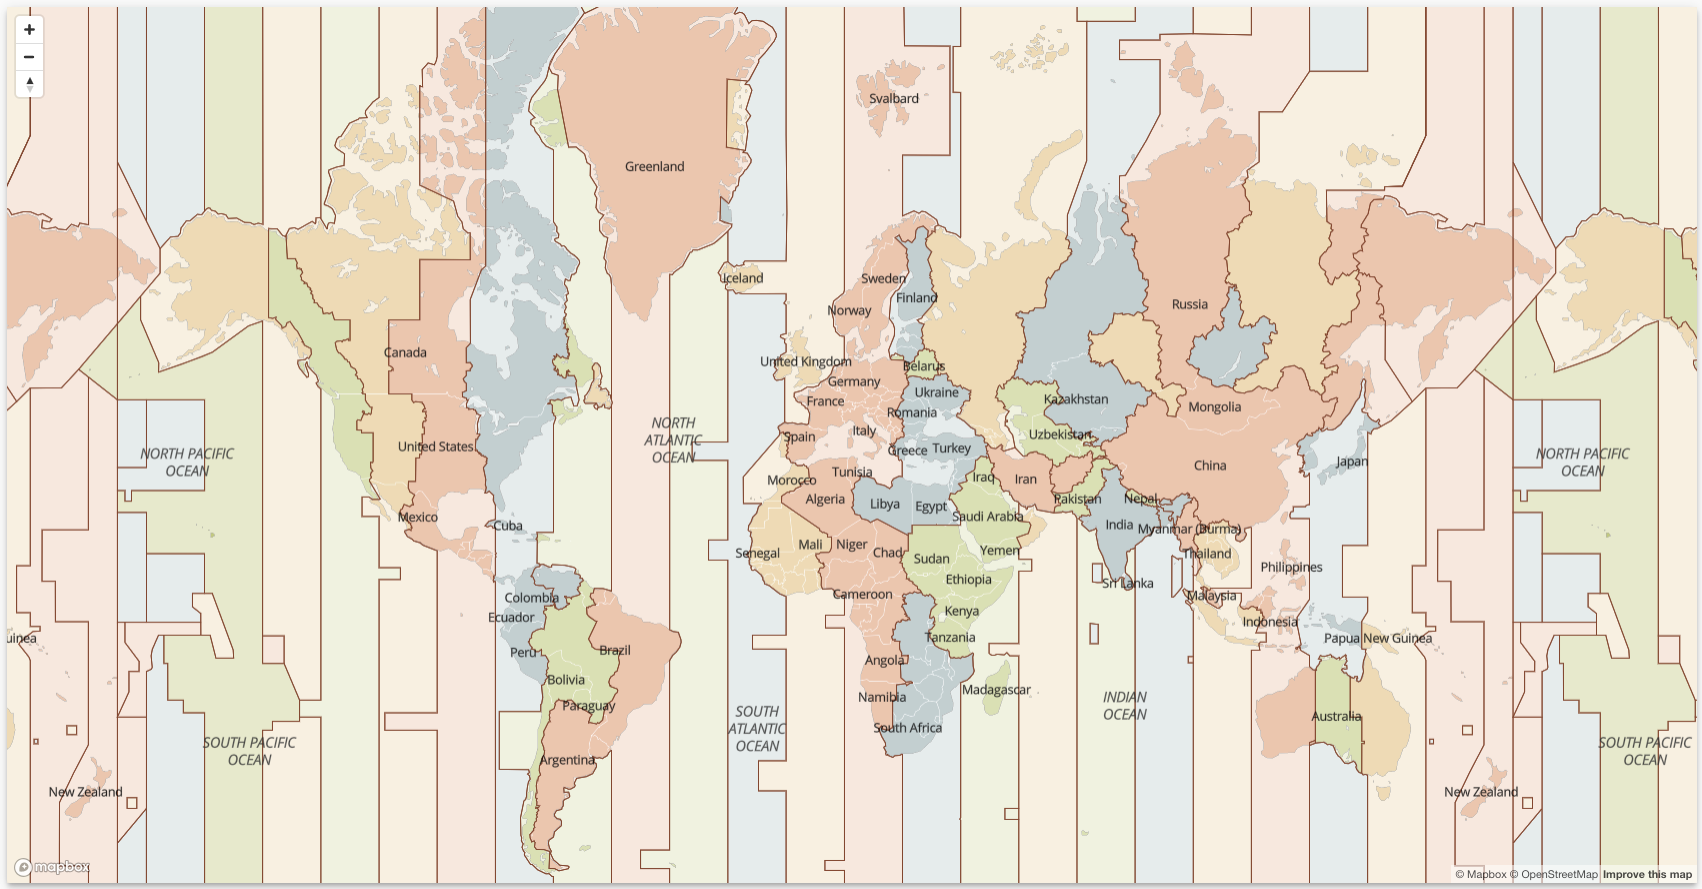 Svalbard
Greenland
Iceland
Sweden
Finland
Norway
Russia
Canada
United Kingdom
Belarus
Germany
Ukraine
France
Romania
Kazakhstan
Mongolia
NORTH
ATLANTIC
OCEAN
Spain
Italy
Uzbekistan
United States
Greece
Turkey
NORTH PACIFIC
OCEAN
Japan
NORTH PACIFIC
OCEAN
China
Tunisia
Morocco
Iraq
Iran
Algeria
Libya
Egypt
Pakistan
Nepal
Mexico
Cuba
Saudi Arabia
India
Myanmar (Burma)
Senegal
Mali
Niger
Chad
Sudan
Yemen
Thailand
Ethiopia
Philippines
Sri Lanka
Colombia
Cameroon
Malaysia
Ecuador
Kenya
Indonesia
uinea
Tanzania
Papua New Guinea
Peru
Brazil
Angola
Bolivia
Namibia
Madagascar
INDIAN
OCEAN
Paraguay
SOUTH
ATLANTIC
OCEAN
South Africa
Australia
SOUTH PACIFIC
OCEAN
SOUTH PACIFIC
OCEAN
Argentina
New Zealand
New Zealand
mapbox
© Mapbox © OpenStreetMap Improve this map